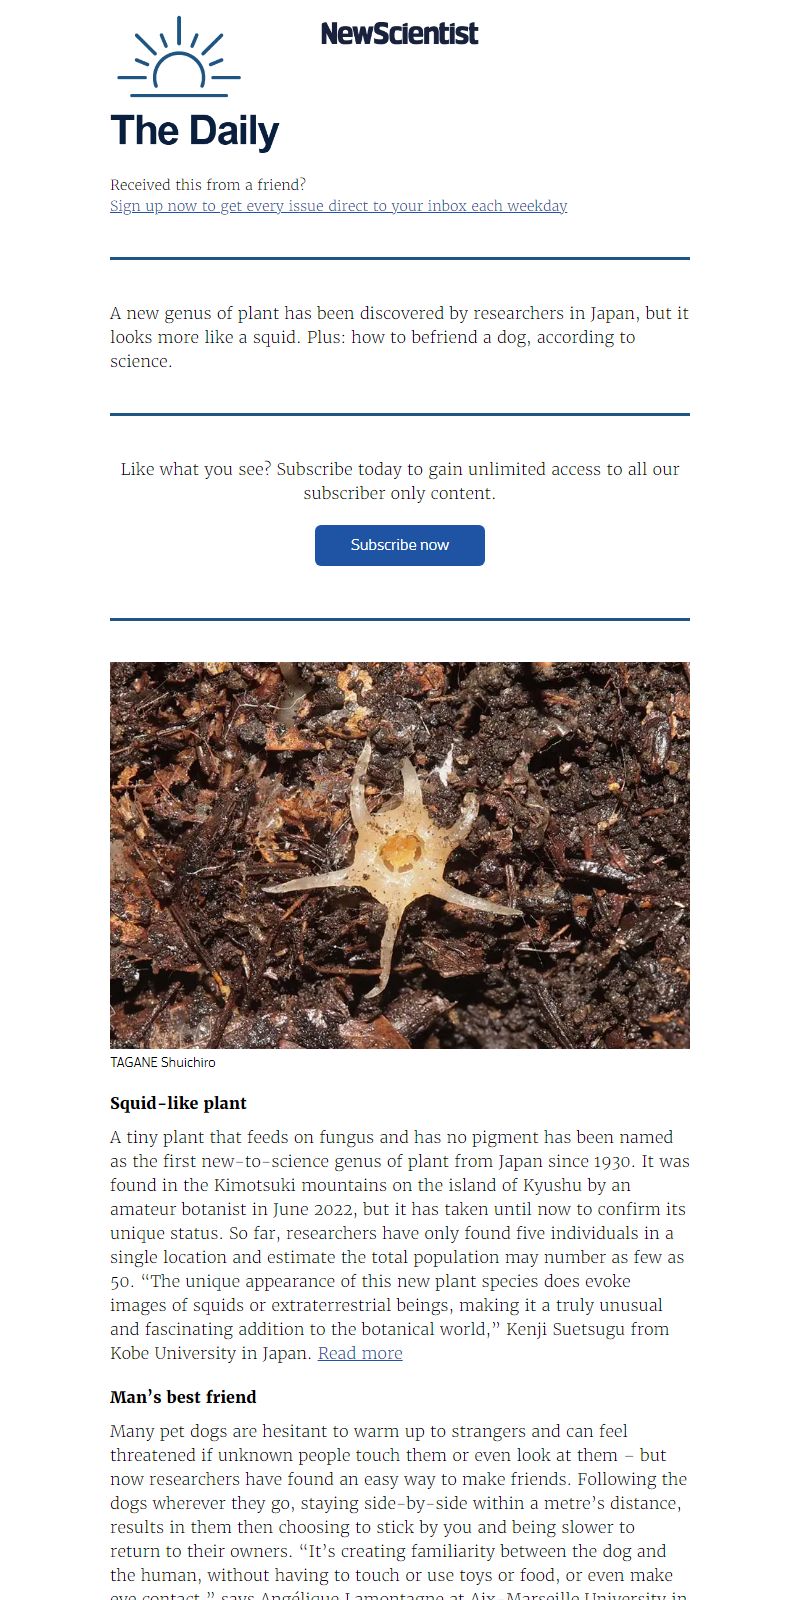 NewScientist
The Daily
Received this from a friend?
Sign up now to get every issue direct to your inbox each weekday
A new genus of plant has been discovered by researchers in Japan, but it
looks more like a squid. Plus: how to befriend a dog, according to
science.
Like what you see? Subscribe today to gain unlimited access to all our
subscriber only content.
Subscribe now
TAGANE Shuichiro
Squid-like plant
A tiny plant that feeds on fungus and has no pigment has been named
as the first new-to-science genus of plant from Japan since 1930. It was
found in the Kimotsuki mountains on the island of Kyushu by an
amateur botanist in June 2022, but it has taken until now to confirm its
unique status. So far, researchers have only found five individuals in a
single location and estimate the total population may number as few as
50. “The unique appearance of this new plant species does evoke
images of squids or extraterrestrial beings, making it a truly unusual
and fascinating addition to the botanical world,” Kenji Suetsugu from
Kobe University in Japan. Read more
Man’s best friend
Many pet dogs are hesitant to warm up to strangers and can feel
threatened if unknown people touch them or even look at them – but
now researchers have found an easy way to make friends. Following the
dogs wherever they go, staying side-by-side within a metre’s distance,
results in them then choosing to stick by you and being slower to
return to their owners. “It’s creating familiarity between the dog and
the human, without having to touch or use toys or food, or even make
eye contact,” says Angélique Lamontagne at Aix-Marseille University in